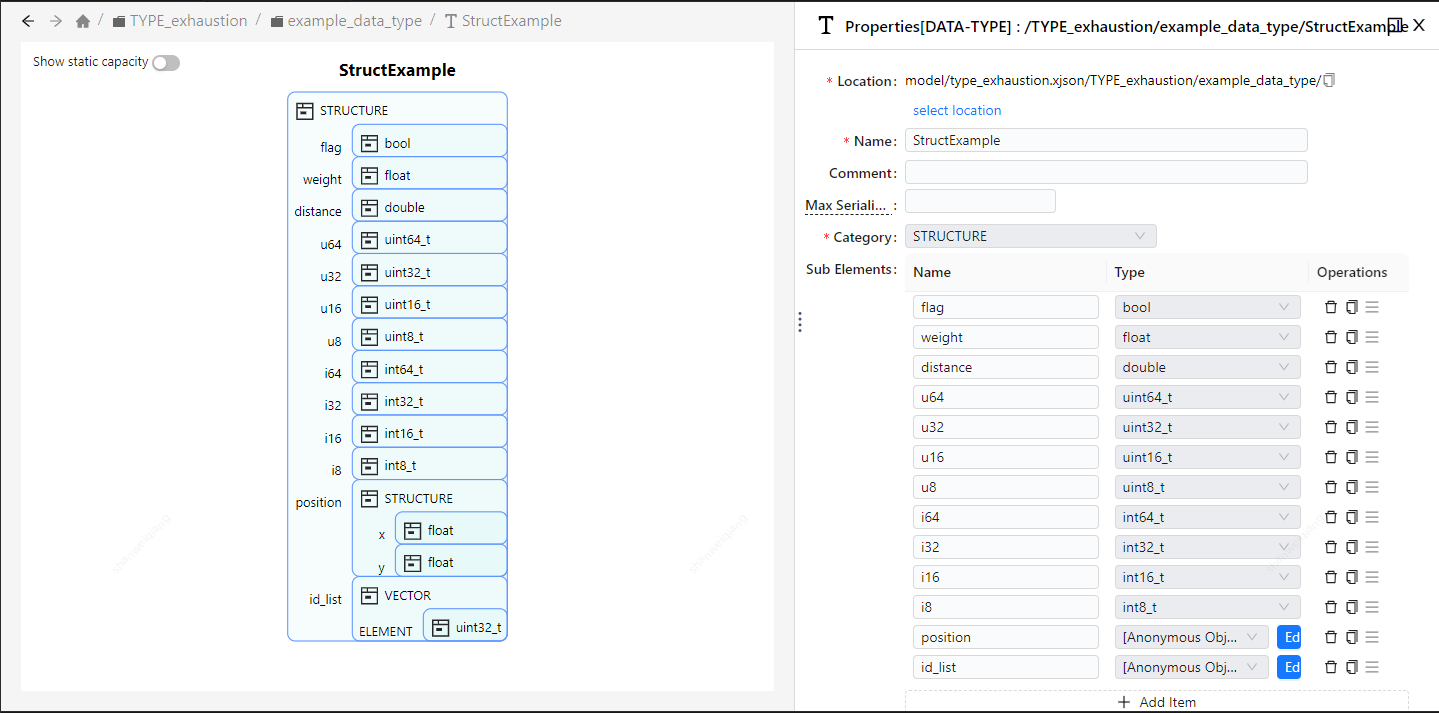 TYPE_exhaustion / example_data_type / StructExample
Show static capacity
StructExample
STRUCTURE
flag bool
weight float
distance double
u64 uint64_t
u32 uint32_t
u16 uint16_t
u8 uint8_t
i64 int64_t
i32 int32_t
i16 int16_t
i8 int8_t
position STRUCTURE
x float
y float
id_list VECTOR
ELEMENT uint32_t
Properties[DATA-TYPE] : /TYPE_exhaustion/example_data_type/StructExample
* Location: model/type_exhaustion.xjson/TYPE_exhaustion/example_data_type/
select location
* Name: StructExample
Comment:
Max Seriali... :
* Category: STRUCTURE
Sub Elements: Name Type Operations
flag bool
weight float
distance double
u64 uint64_t
u32 uint32_t
u16 uint16_t
u8 uint8_t
i64 int64_t
i32 int32_t
i16 int16_t
i8 int8_t
position [Anonymous Obj... Ed
id_list [Anonymous Obj... Ed
+ Add Item